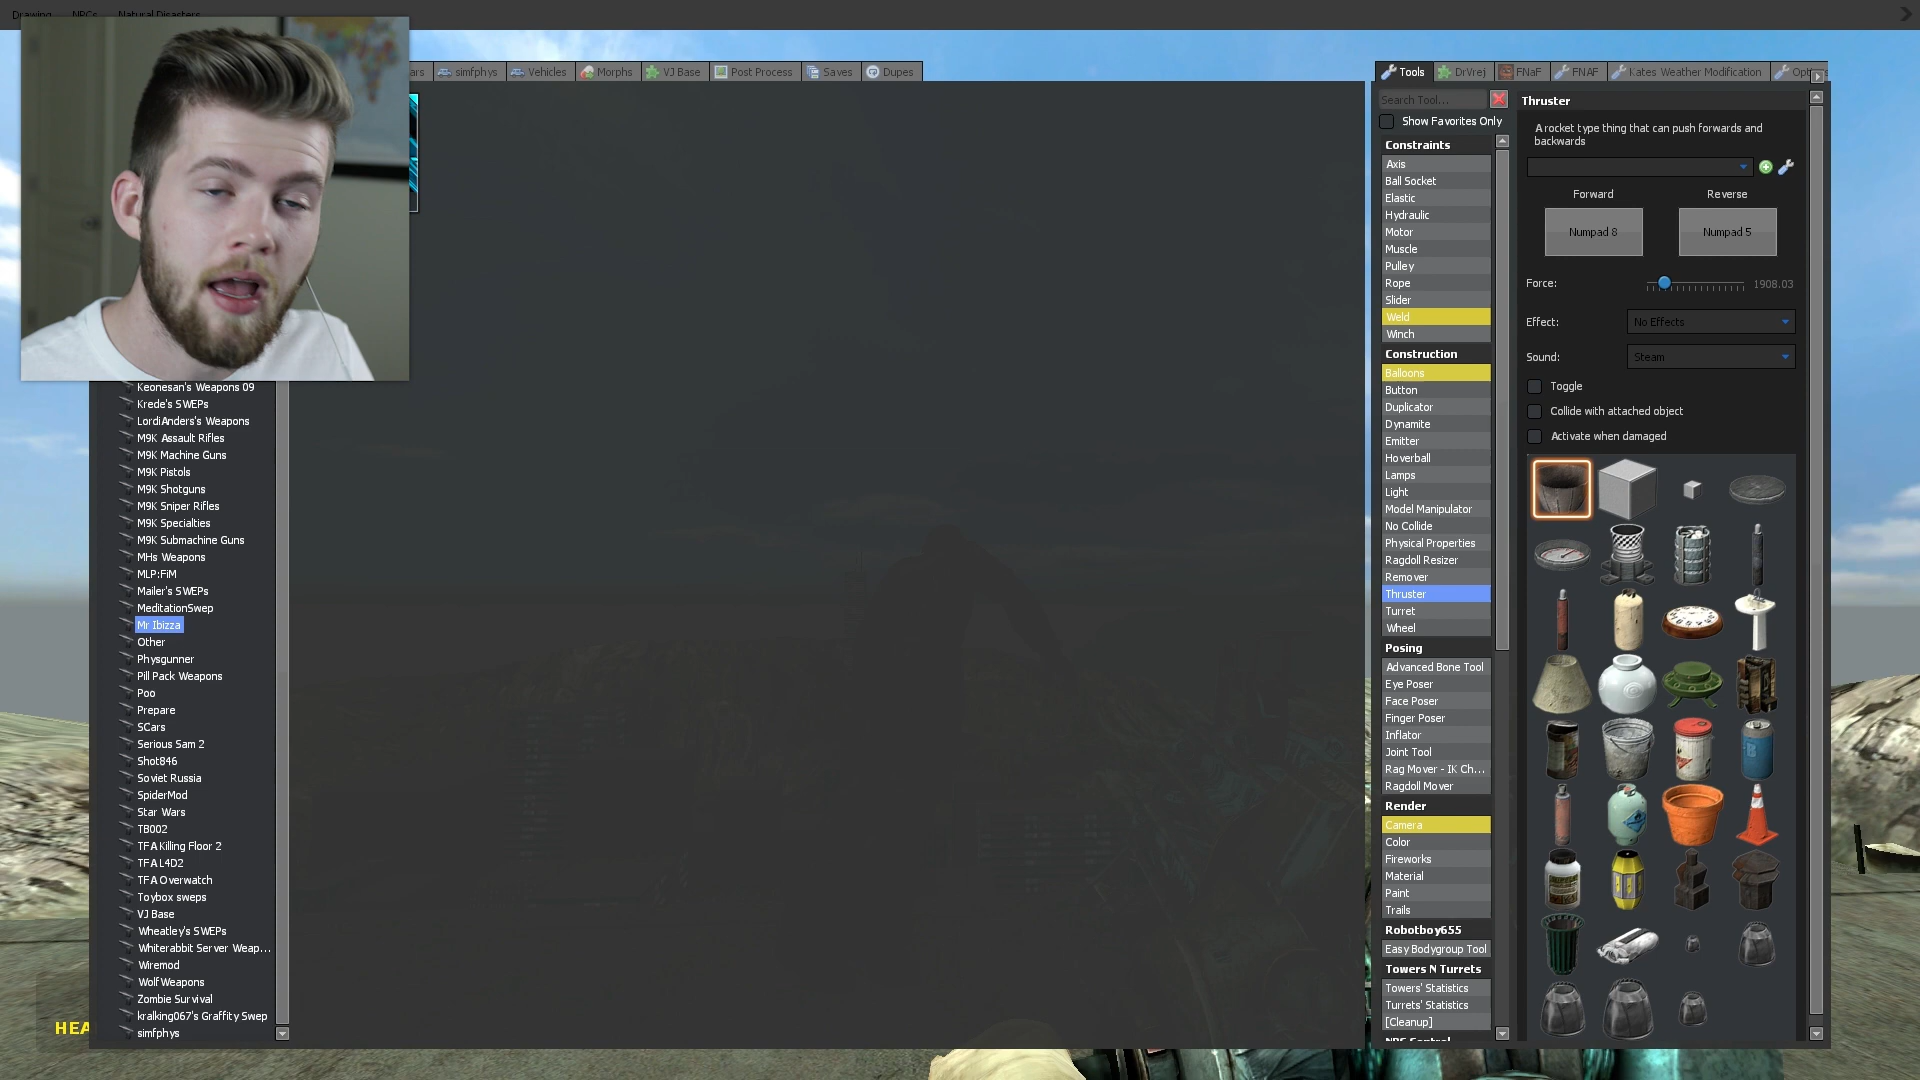 Drawing NPCs Natural Disasters
ars simfphys Vehicles Morphs VJ Base Post Process Saves Dupes
Keonesan's Weapons 09
Krede's SWEPs
LordiAnders's Weapons
M9K Assault Rifles
M9K Machine Guns
M9K Pistols
M9K Shotguns
M9K Sniper Rifles
M9K Specialties
M9K Submachine Guns
MHs Weapons
MLP:FiM
Mailer's SWEPs
MeditationSwep
Mr Ibizza
Other
Physgunner
Pill Pack Weapons
Poo
Prepare
SCars
Serious Sam 2
Shot846
Soviet Russia
SpiderMod
Star Wars
TB002
TFA Killing Floor 2
TFA L4D2
TFA Overwatch
Toybox sweps
VJ Base
Wheatley's SWEPs
Whiterabbit Server Weap...
Wiremod
Wolf Weapons
Zombie Survival
kralking067's Graffity Swep
simfphys
HEA
Tools DrVrej FNaF FNAF Kates Weather Modification Opti
Search Tool...
Show Favorites Only
Constraints
Axis
Ball Socket
Elastic
Hydraulic
Motor
Muscle
Pulley
Rope
Slider
Weld
Winch
Construction
Balloons
Button
Duplicator
Dynamite
Emitter
Hoverball
Lamps
Light
Model Manipulator
No Collide
Physical Properties
Ragdoll Resizer
Remover
Thruster
Turret
Wheel
Posing
Advanced Bone Tool
Eye Poser
Face Poser
Finger Poser
Inflator
Joint Tool
Rag Mover - IK Ch...
Ragdoll Mover
Render
Camera
Color
Fireworks
Material
Paint
Trails
Robotboy655
Easy Bodygroup Tool
Towers N Turrets
Towers' Statistics
Turrets' Statistics
[Cleanup]
NPC Control
Thruster
A rocket type thing that can push forwards and
backwards
Forward Reverse
Numpad 8 Numpad 5
Force: 1908.03
Effect: No Effects
Sound: Steam
Toggle
Collide with attached object
Activate when damaged